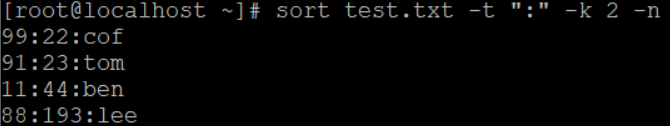 [root@localhost ~]# sort test.txt -t ":" -k 2 -n
99:22:cof
91:23:tom
11:44:ben
88:193:lee